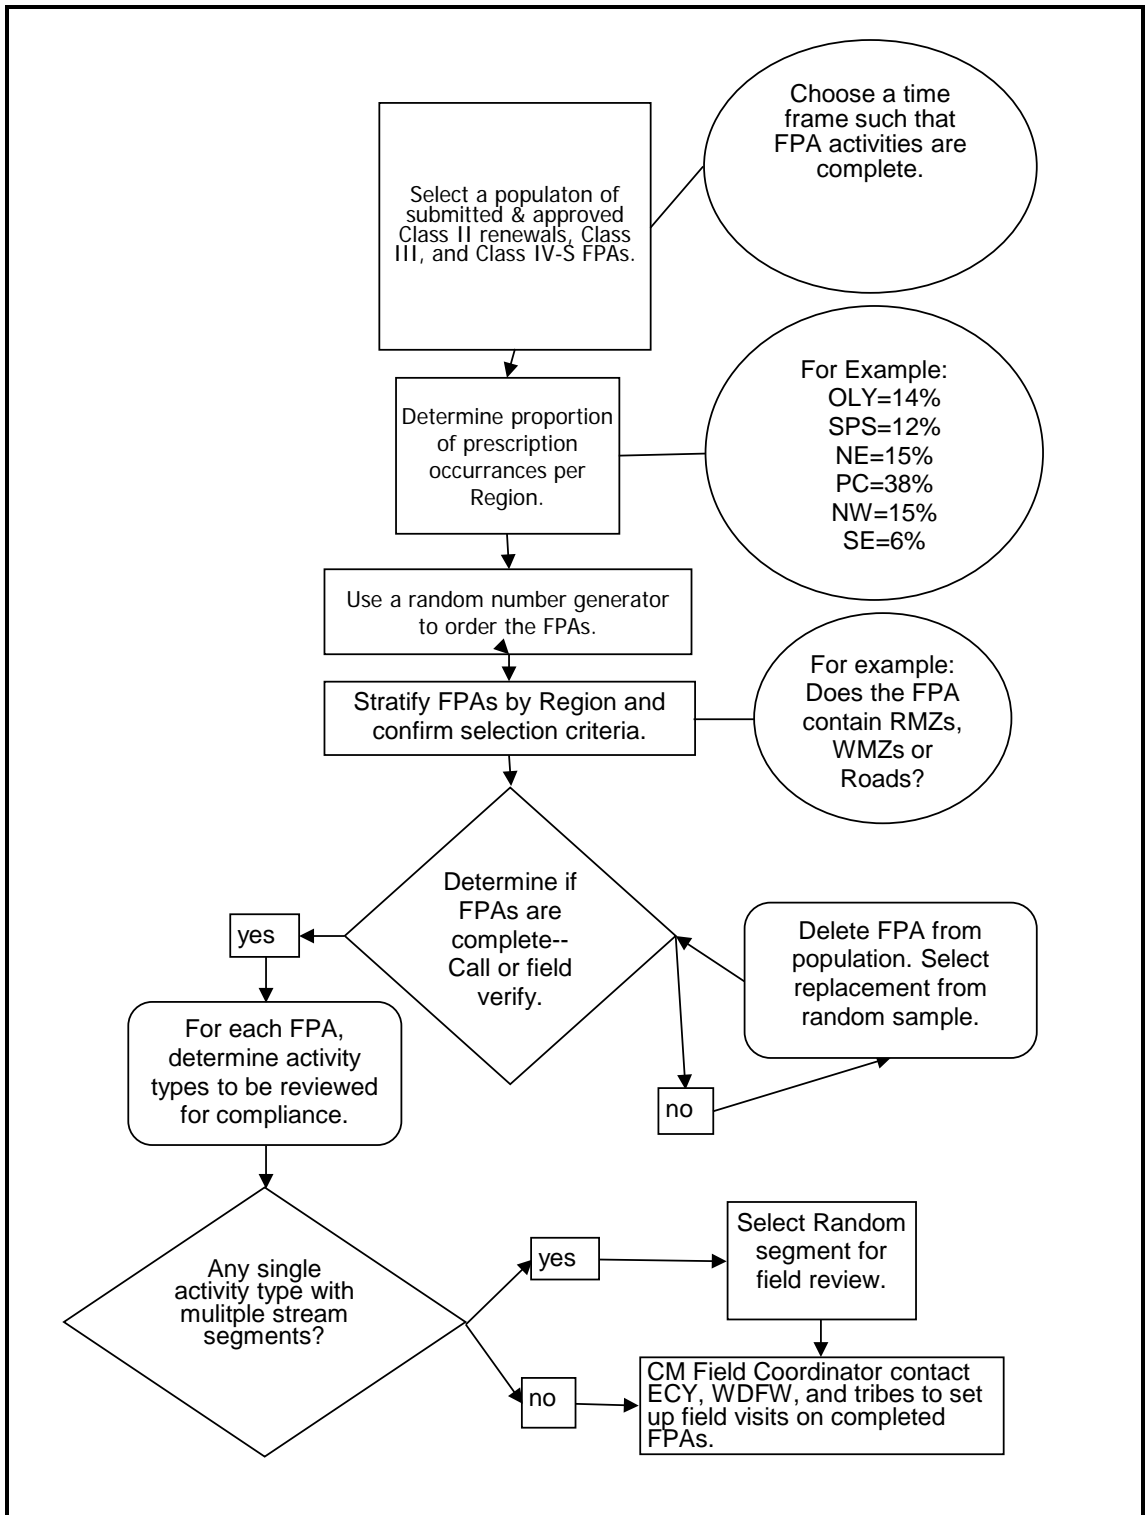 Choose a time
frame such that
FPA activities are
complete.
Select a populaton of
submitted & approved
Class II renewals, Class
III, and Class IV-S FPAs.
For Example:
OLY=14%
SPS=12%
NE=15%
PC=38%
NW=15%
SE=6%
Determine proportion
of prescription
occurrances per
Region.
Use a random number generator
to order the FPAs.
For example:
Does the FPA
contain RMZs,
WMZs or
Roads?
Stratify FPAs by Region and
confirm selection criteria.
Determine if
FPAs are
complete--
Call or field
verify.
yes
Delete FPA from
population. Select
replacement from
random sample.
no
For each FPA,
determine activity
types to be reviewed
for compliance.
Any single
activity type with
mulitple stream
segments?
yes
Select Random
segment for
field review.
no
CM Field Coordinator contact
ECY, WDFW, and tribes to set
up field visits on completed
FPAs.